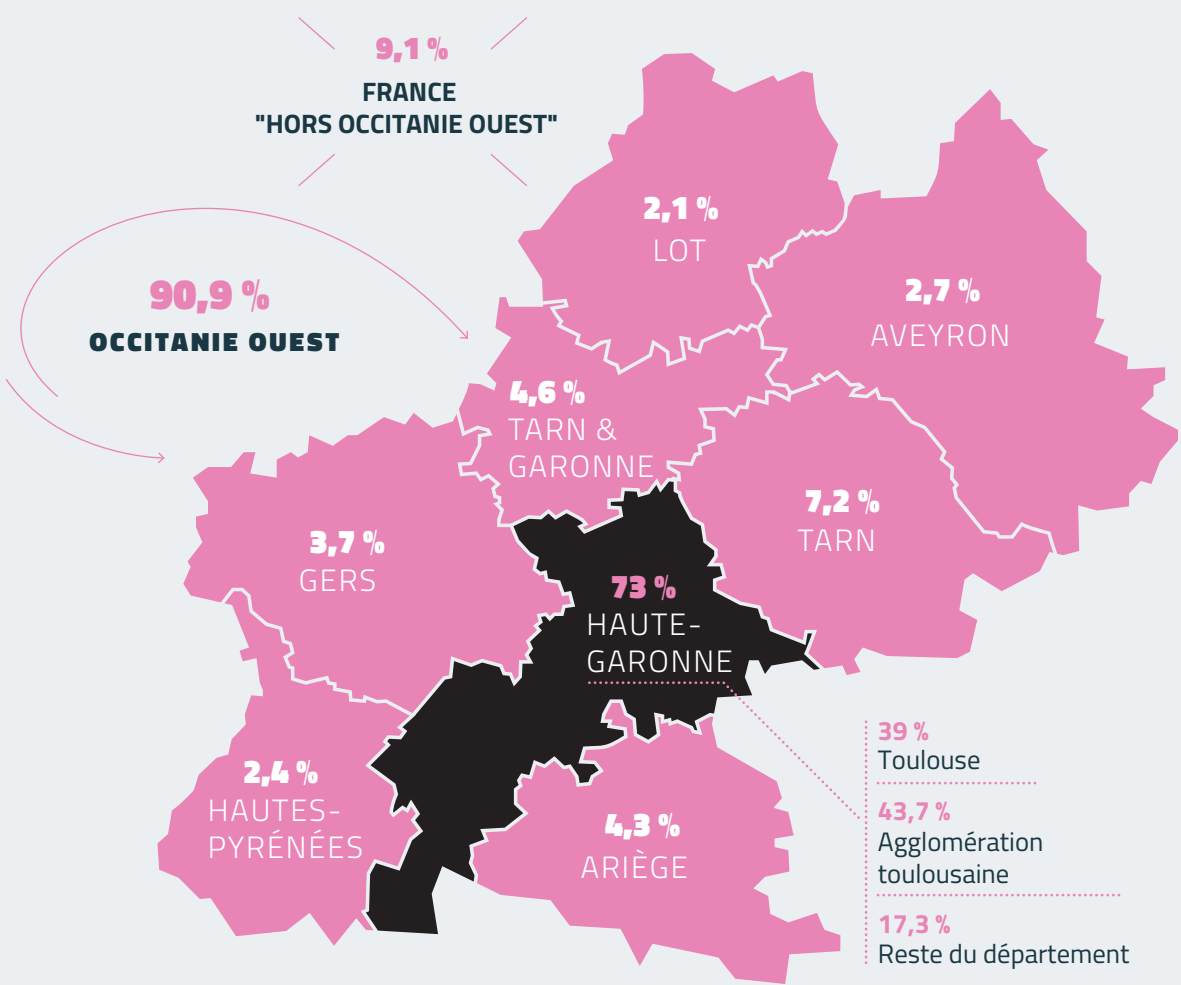 9,1 %
FRANCE
"HORS OCCITANIE OUEST"
90,9 %
OCCITANIE OUEST
2,1 %
LOT
2,7 %
AVEYRON
4,6 %
TARN &
GARONNE
7,2 %
TARN
3,7 %
GERS
73 %
HAUTE-
GARONNE
2,4 %
HAUTES-
PYRÉNÉES
4,3 %
ARIÈGE
39 %
Toulouse
43,7 %
Agglomération
toulousaine
17,3 %
Reste du département